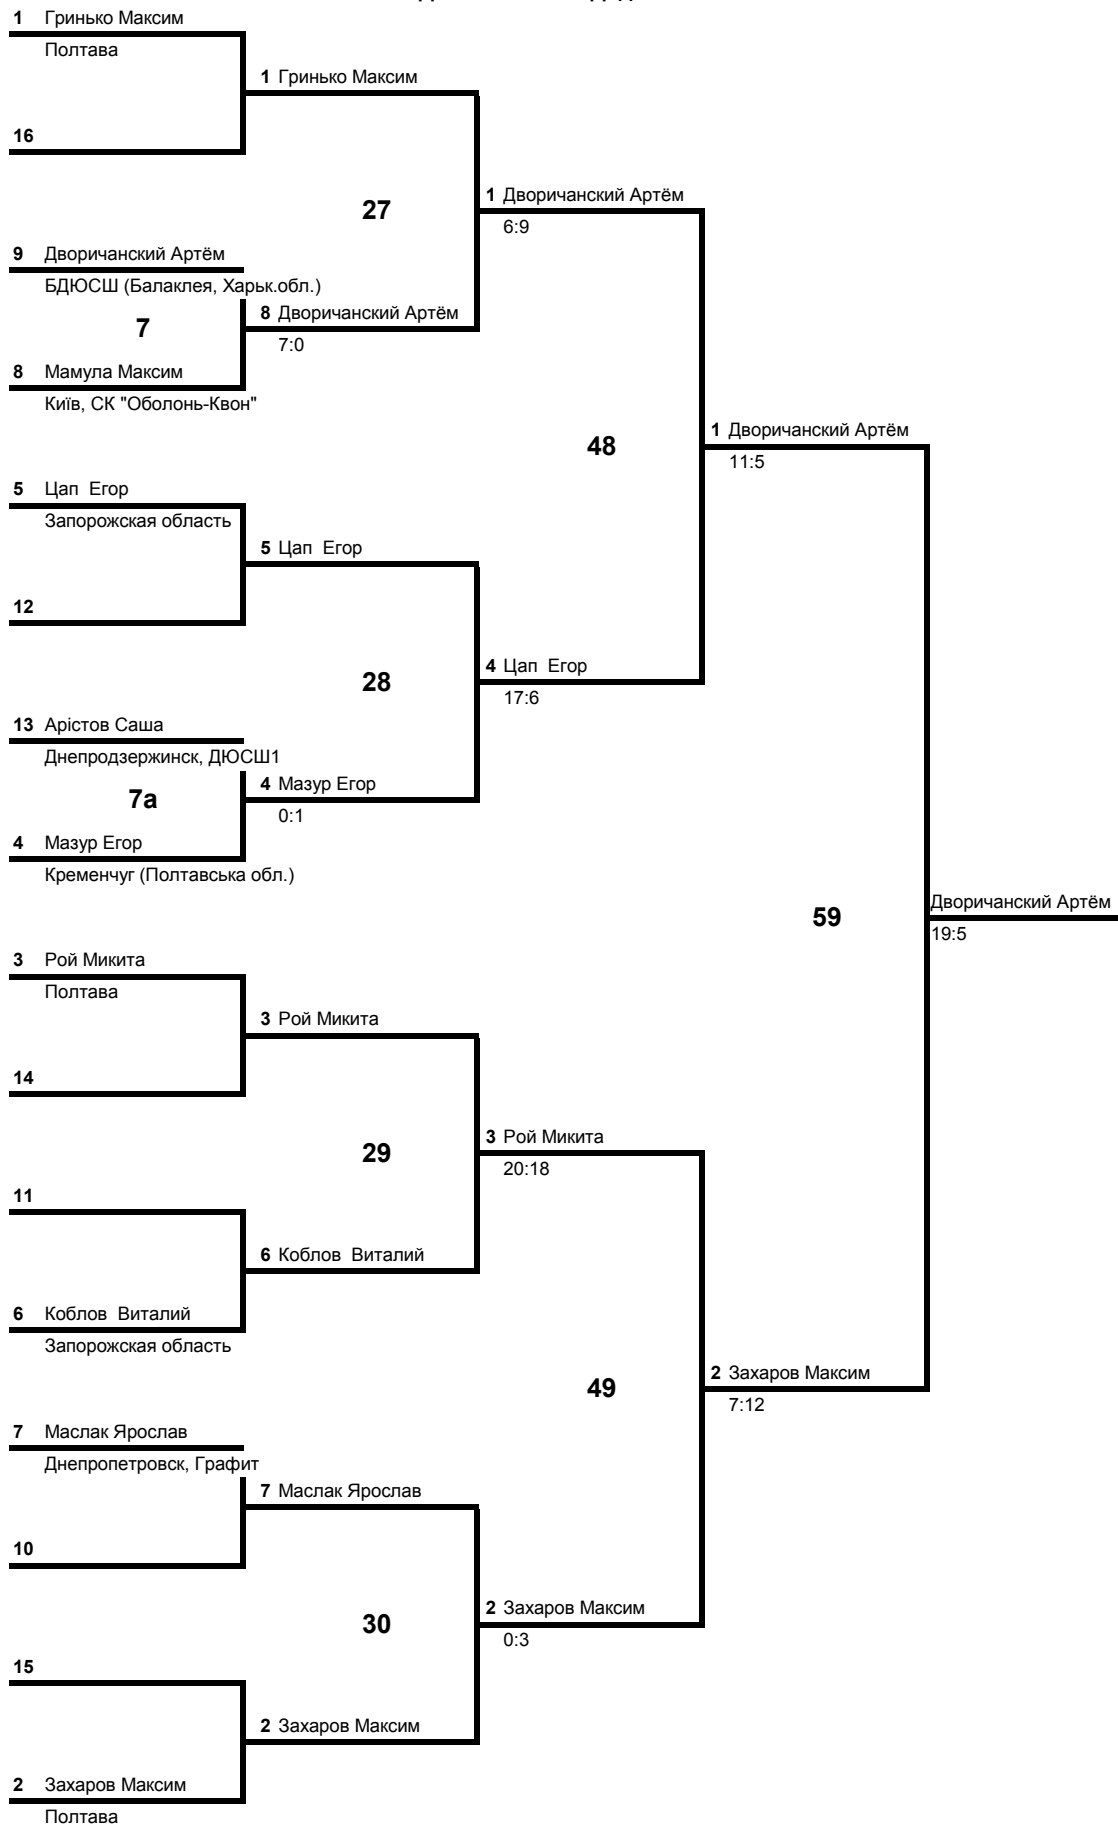 1 Гринько Максим
Полтава
1 Гринько Максим
16
27
1 Дворичанский Артём
6:9
9 Дворичанский Артём
БДЮСШ (Балаклея, Харьк.обл.)
7
8 Дворичанский Артём
7:0
8 Мамула Максим
Київ, СК "Оболонь-Квон"
48
1 Дворичанский Артём
11:5
5 Цап Егор
Запорожская область
5 Цап Егор
12
28
4 Цап Егор
17:6
13 Арістов Саша
Днепродзержинск, ДЮСШ1
7а
4 Мазур Егор
0:1
4 Мазур Егор
Кременчуг (Полтавська обл.)
59
Дворичанский Артём
19:5
3 Рой Микита
Полтава
3 Рой Микита
14
29
3 Рой Микита
20:18
11
6 Коблов Виталий
6 Коблов Виталий
Запорожская область
49
2 Захаров Максим
7:12
7 Маслак Ярослав
Днепропетровск, Графит
7 Маслак Ярослав
10
30
2 Захаров Максим
0:3
15
2 Захаров Максим
2 Захаров Максим
Полтава